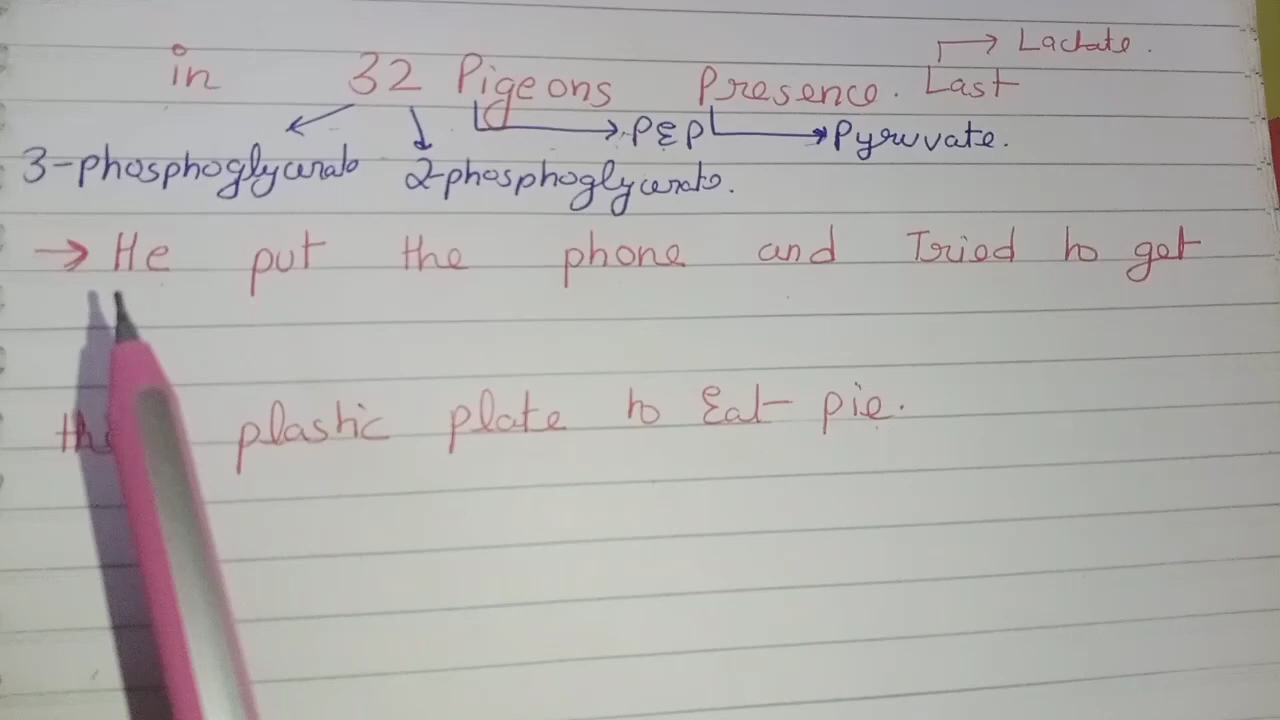 Lactate.
in 32 Pigeons Presence. Last
PEP Pyruvate.
3-phosphoglycerate 2-phosphoglycerate.
→ He put the phone and Tried to get
the plastic plate to Eat pie.